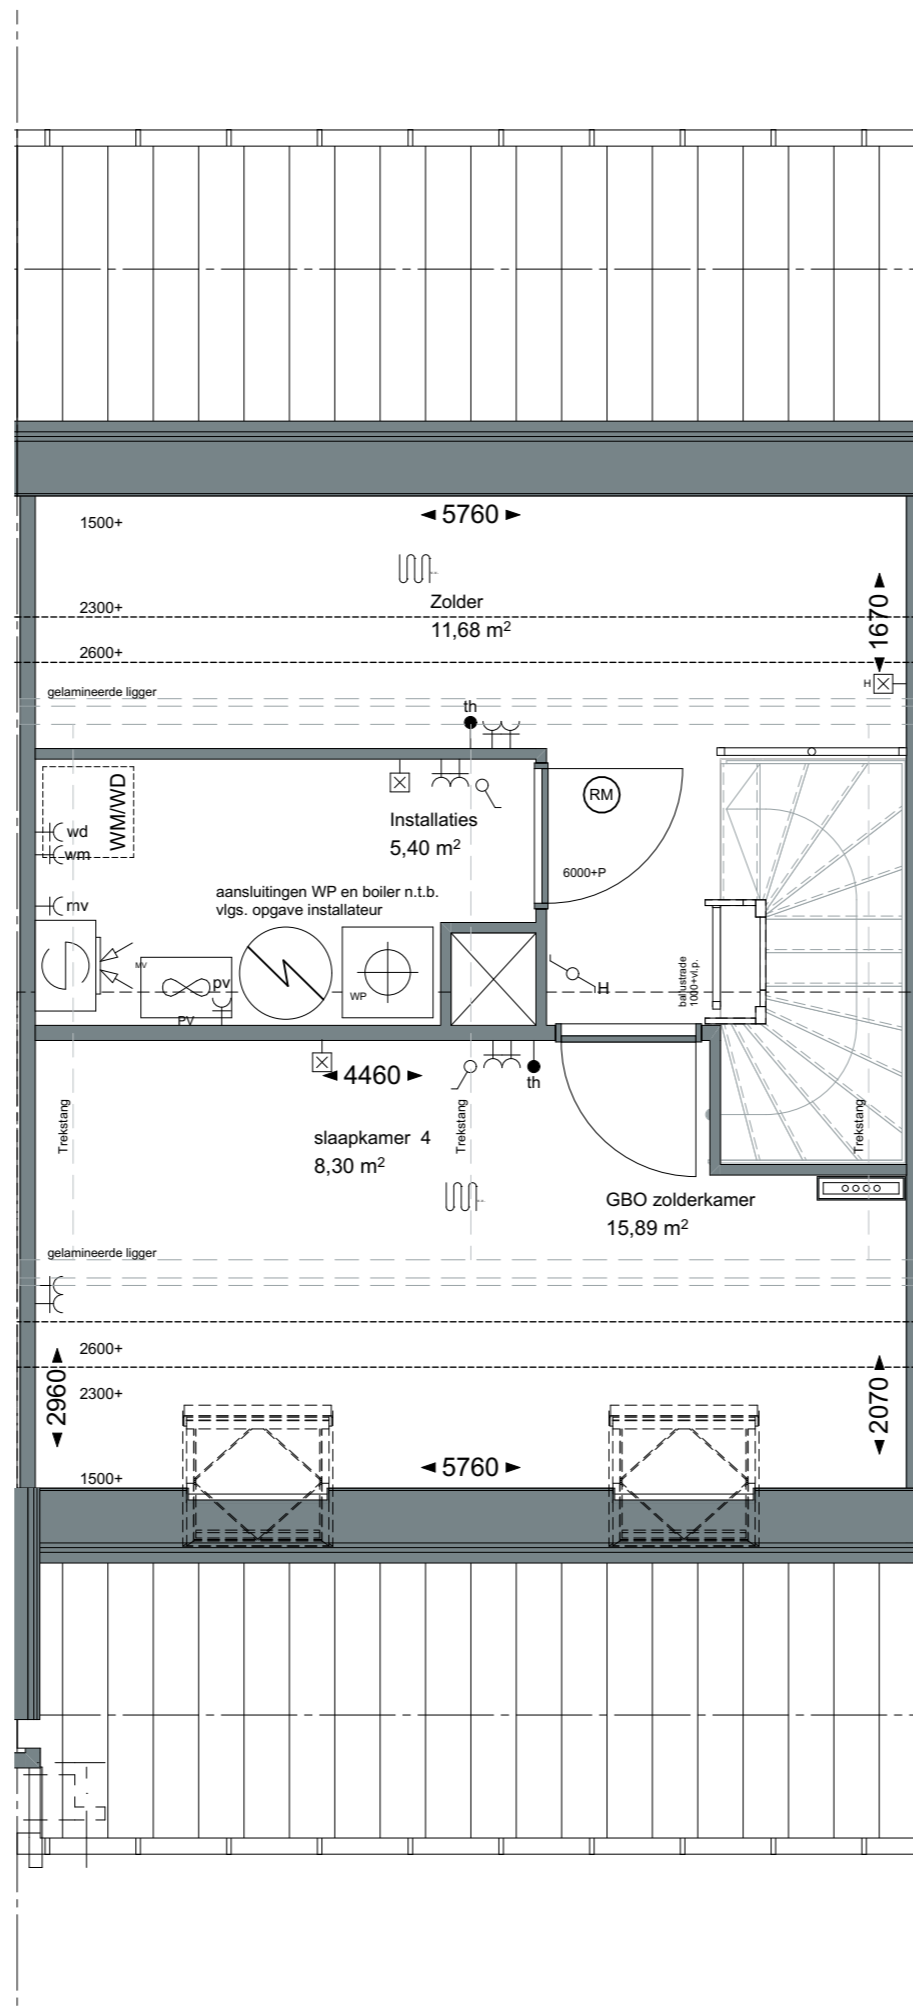 1500+
5760
2300+
Zolder
11,68 m²
1670
2600+
gelamineerde ligger
H
th
WM/WD
RM
wd
wm
Installaties
5,40 m²
6000+P
mv
aansluitingen WP en boiler n.t.b.
vlgs. opgave installateur
MV
pv
PV
WP
H
ballustrade
1000+vl.p.
4460
th
Trekstang
Trekstang
Trekstang
slaapkamer 4
8,30 m²
GBO zolderkamer
15,89 m²
gelamineerde ligger
2600+
2960
2300+
2070
5760
1500+